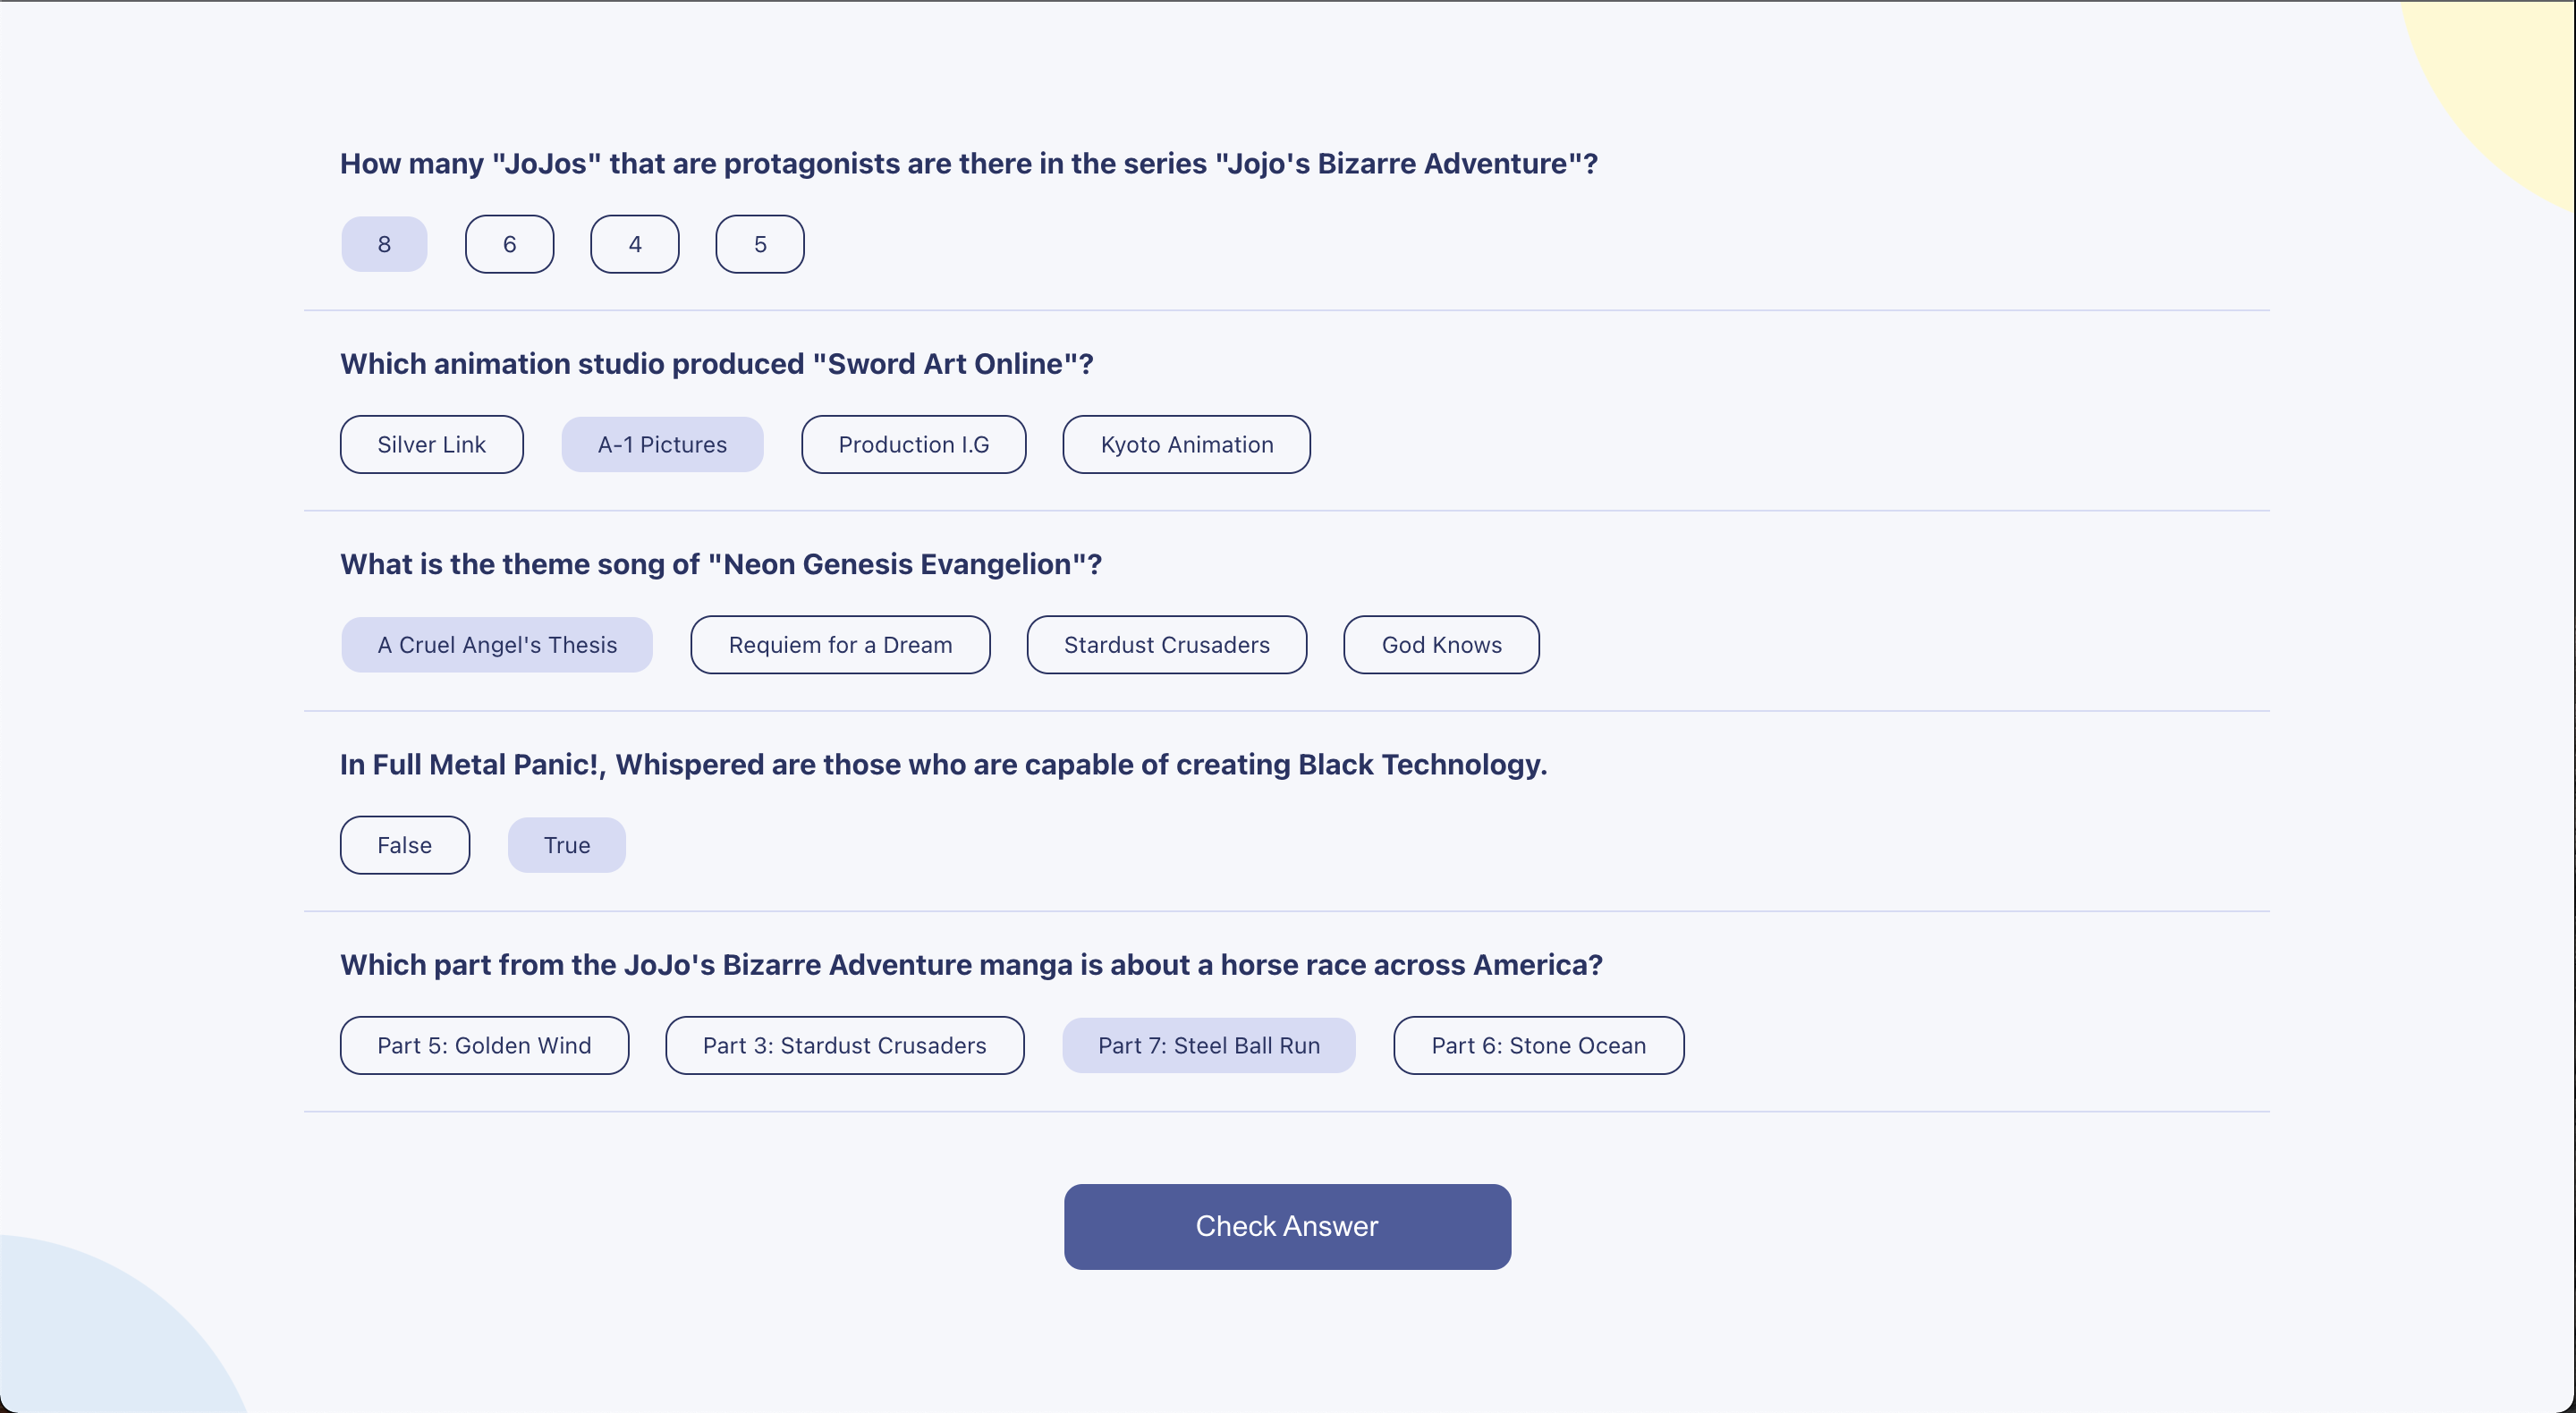 How many "JoJos" that are protagonists are there in the series "Jojo's Bizarre Adventure"?
8 6 4 5
Which animation studio produced "Sword Art Online"?
Silver Link A-1 Pictures Production I.G Kyoto Animation
What is the theme song of "Neon Genesis Evangelion"?
A Cruel Angel's Thesis Requiem for a Dream Stardust Crusaders God Knows
In Full Metal Panic!, Whispered are those who are capable of creating Black Technology.
False True
Which part from the JoJo's Bizarre Adventure manga is about a horse race across America?
Part 5: Golden Wind Part 3: Stardust Crusaders Part 7: Steel Ball Run Part 6: Stone Ocean
Check Answer